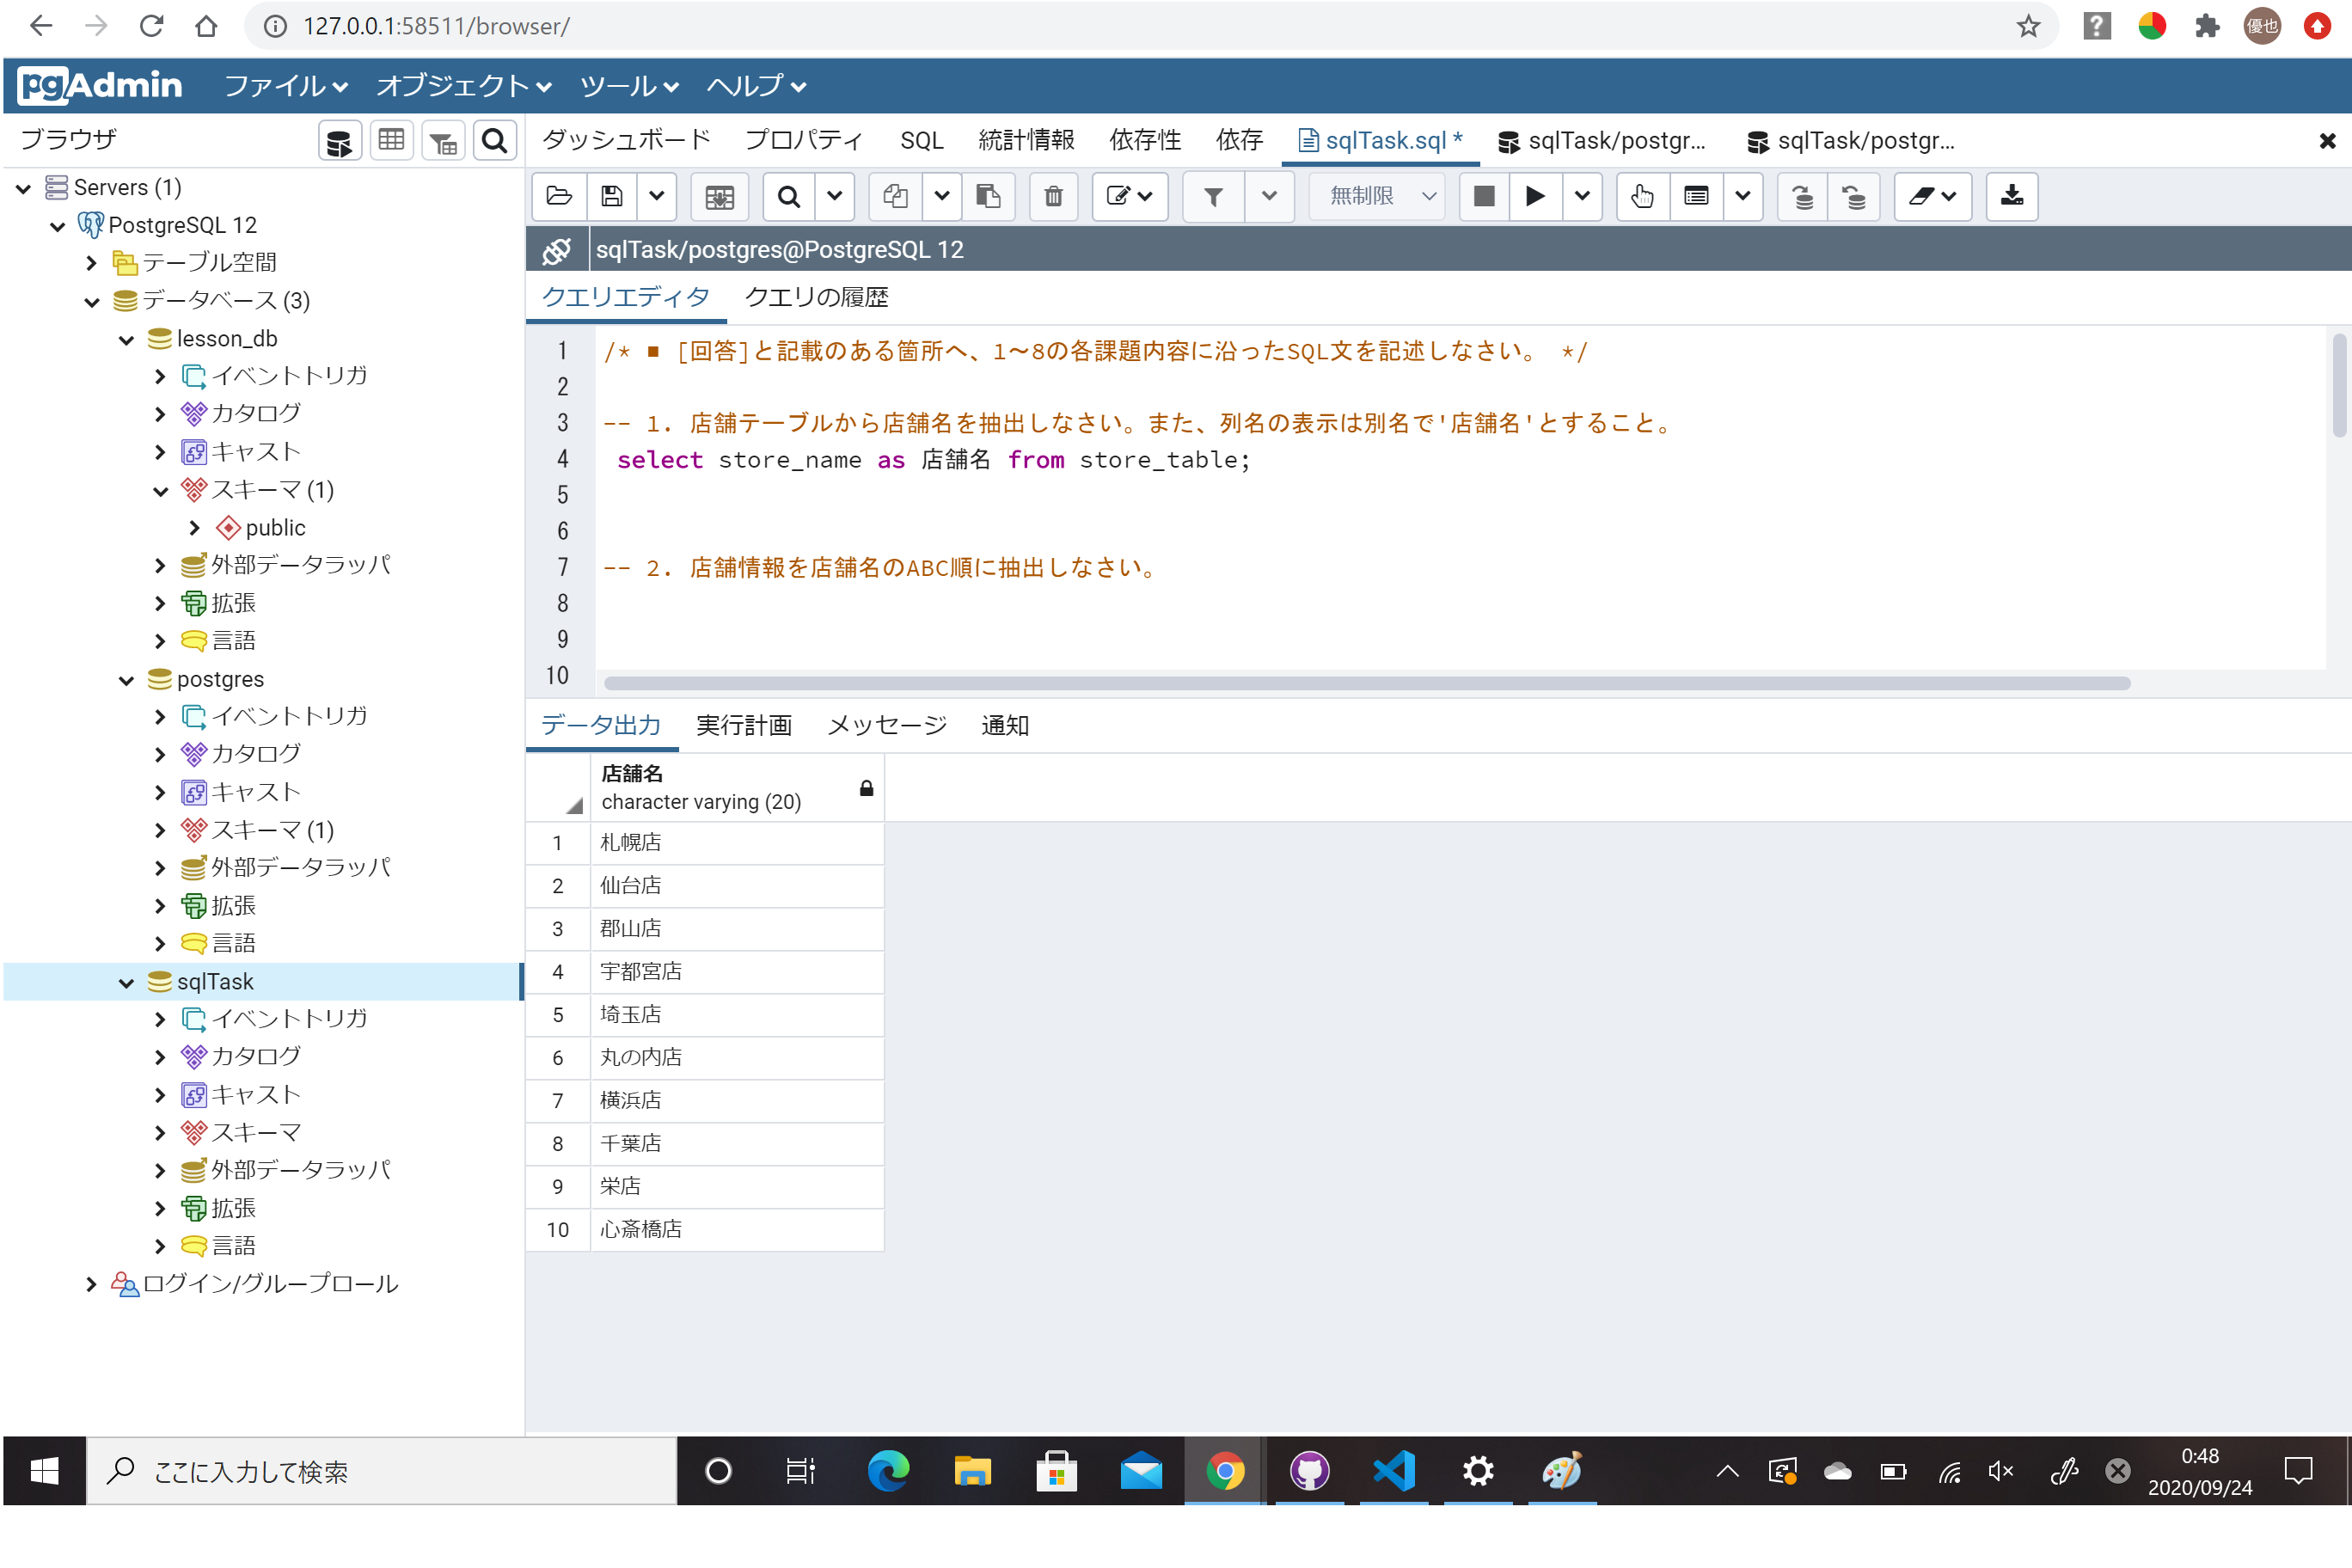 127.0.0.1:58511/browser/
優也
pgAdmin ファイル オブジェクト ツール ヘルプ
ブラウザ
ダッシュボード プロパティ SQL 統計情報 依存性 依存 sqlTask.sql * sqlTask/postgr... sqlTask/postgr...
Servers (1)
PostgreSQL 12
テーブル空間
データベース (3)
lesson_db
イベントトリガ
カタログ
キャスト
スキーマ (1)
public
外部データラッパ
拡張
言語
postgres
イベントトリガ
カタログ
キャスト
スキーマ (1)
外部データラッパ
拡張
言語
sqlTask
イベントトリガ
カタログ
キャスト
スキーマ
外部データラッパ
拡張
言語
ログイン/グループロール
無制限
sqlTask/postgres@PostgreSQL 12
クエリエディタ クエリの履歴
1 /* ■ [回答]と記載のある箇所へ、1～8の各課題内容に沿ったSQL文を記述しなさい。 */
2
3 -- 1. 店舗テーブルから店舗名を抽出しなさい。また、列名の表示は別名で'店舗名'とすること。
4 select store_name as 店舗名 from store_table;
5
6
7 -- 2. 店舗情報を店舗名のABC順に抽出しなさい。
8
9
10
データ出力 実行計画 メッセージ 通知
店舗名
character varying (20)
1 札幌店
2 仙台店
3 郡山店
4 宇都宮店
5 埼玉店
6 丸の内店
7 横浜店
8 千葉店
9 栄店
10 心斎橋店
ここに入力して検索
0:48
2020/09/24